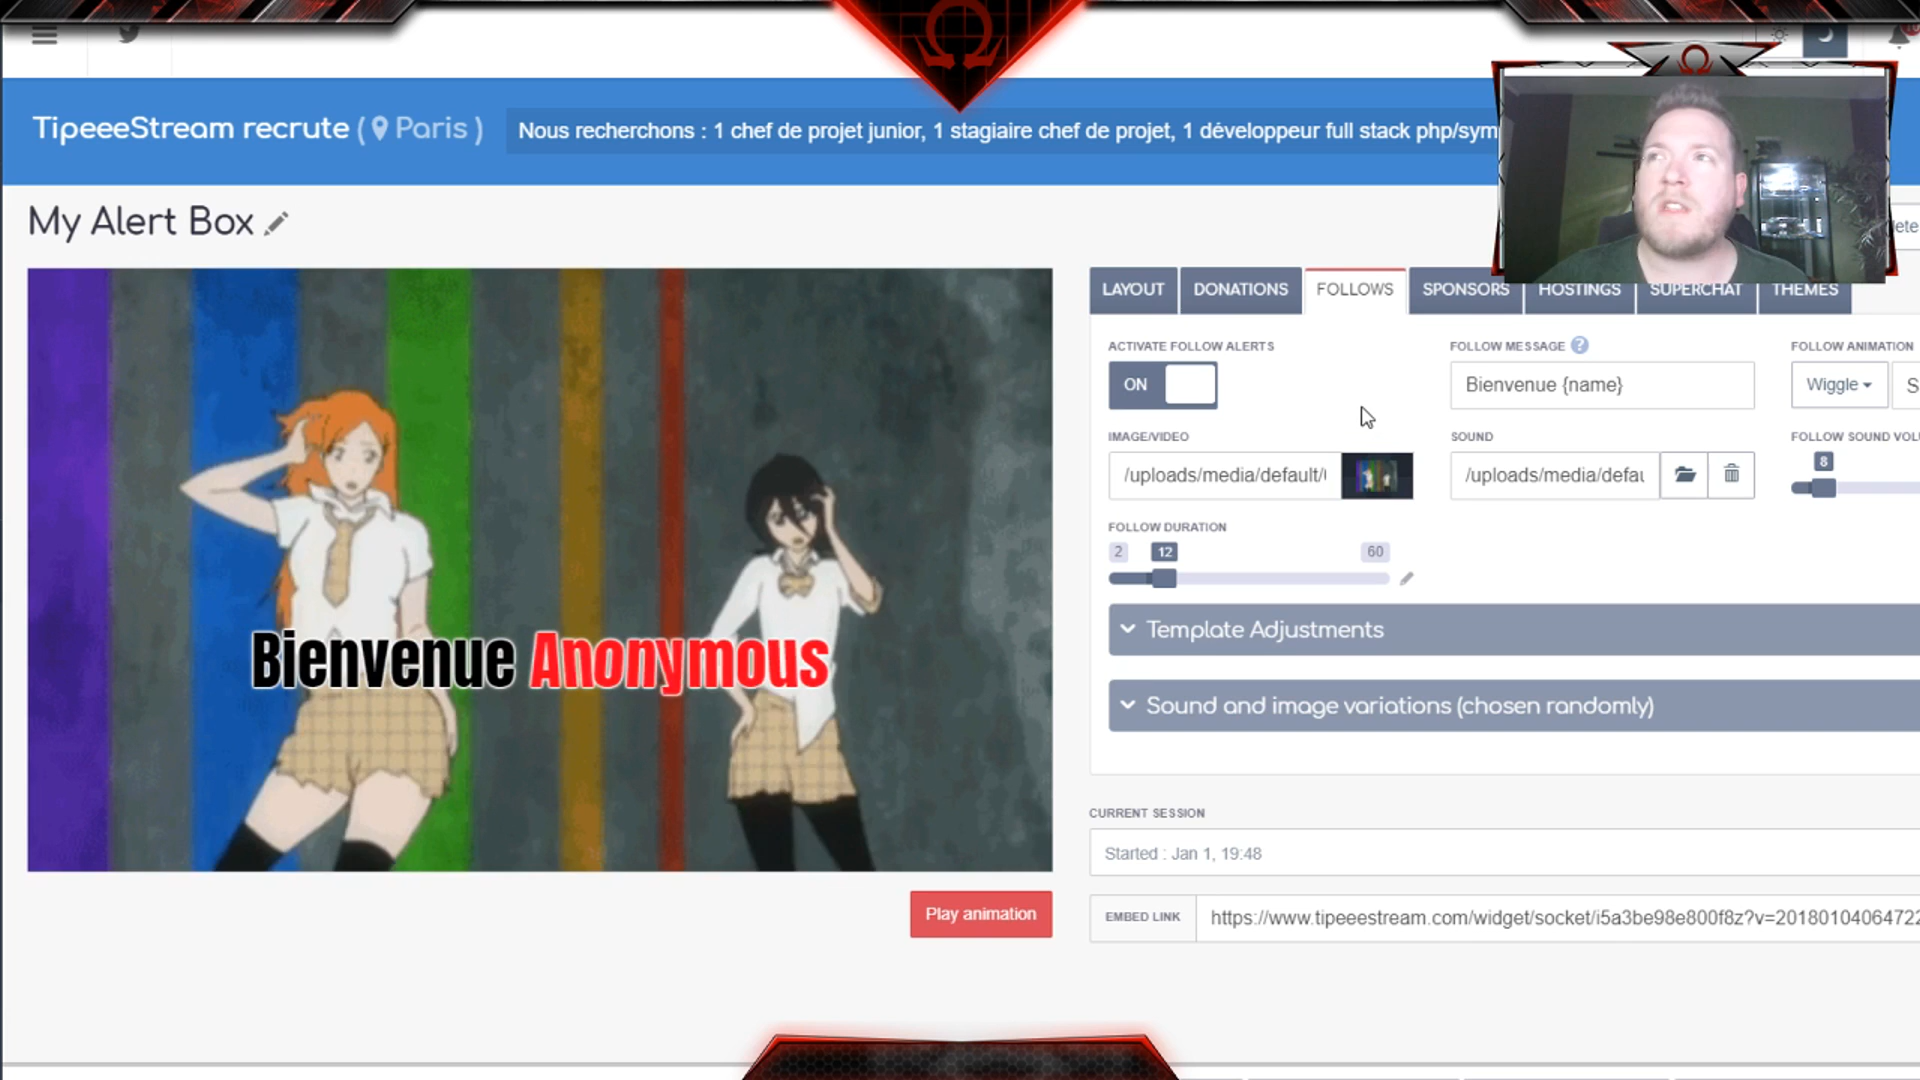 TipeeeStream recrute ( Paris )
Nous recherchons : 1 chef de projet junior, 1 stagiaire chef de projet, 1 développeur full stack php/sym
My Alert Box
LAYOUT
DONATIONS
FOLLOWS
SPONSORS
HOSTINGS
SUPERCHAT
THEMES
ACTIVATE FOLLOW ALERTS
FOLLOW MESSAGE ?
FOLLOW ANIMATION
ON
Bienvenue {name}
Wiggle
S
IMAGE/VIDEO
SOUND
FOLLOW SOUND VOLU
/uploads/media/default/
/uploads/media/defau
8
FOLLOW DURATION
2
12
60
Template Adjustments
Bienvenue Anonymous
Sound and image variations (chosen randomly)
CURRENT SESSION
Started : Jan 1, 19:48
Play animation
EMBED LINK
https://www.tipeeestream.com/widget/socket/i5a3be98e800f8z?v=20180104064722